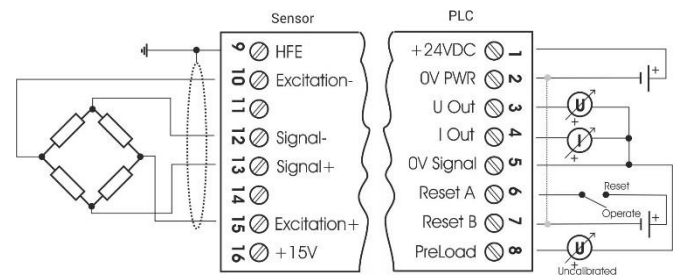 Sensor
PLC
9 HFE
10 Excitation-
11
12 Signal-
13 Signal+
14
15 Excitation+
16 +15V
+24VDC 1
0V PWR 2
U Out 3
I Out 4
0V Signal 5
Reset A 6
Reset B 7
PreLoad 8
+
U
+
I
+
Reset
Operate
+
U
+
Uncalibrated